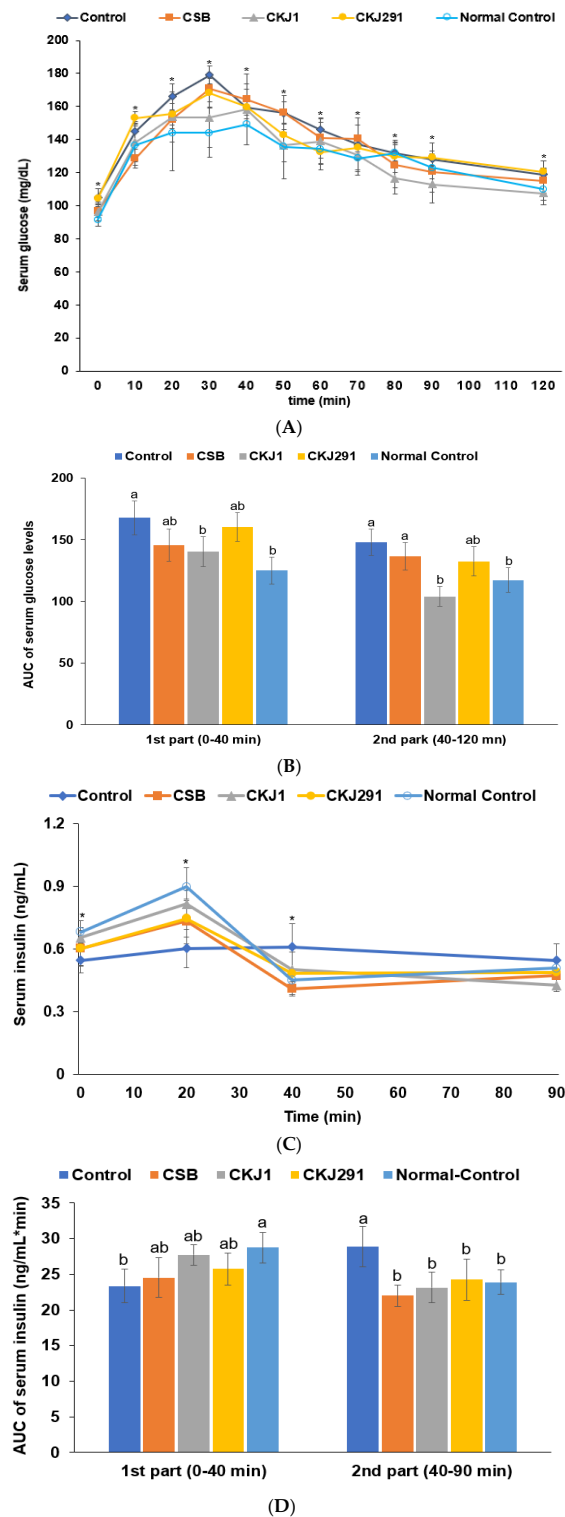 Control CSB CKJ1 CKJ291 Normal Control
200
180
160
140
120
100
80
60
40
20
0
Serum glucose (mg/dL)
* * * * * * * * * * *
0 10 20 30 40 50 60 70 80 90 100 110 120
time (min)
(A)
Control CSB CKJ1 CKJ291 Normal Control
200
150
100
50
0
AUC of serum glucose levels
a ab b ab b
a a b ab b
1st part (0-40 min) 2nd park (40-120 mn)
(B)
Control CSB CKJ1 CKJ291 Normal Control
1.2
0.9
0.6
0.3
0
Serum insulin (ng/mL)
* * *
0 10 20 30 40 50 60 70 80 90
Time (min)
(C)
Control CSB CKJ1 CKJ291 Normal-Control
35
30
25
20
15
10
5
0
AUC of serum insulin (ng/mL*min)
b ab ab ab a
a b b b b
1st part (0-40 min) 2nd part (40-90 min)
(D)